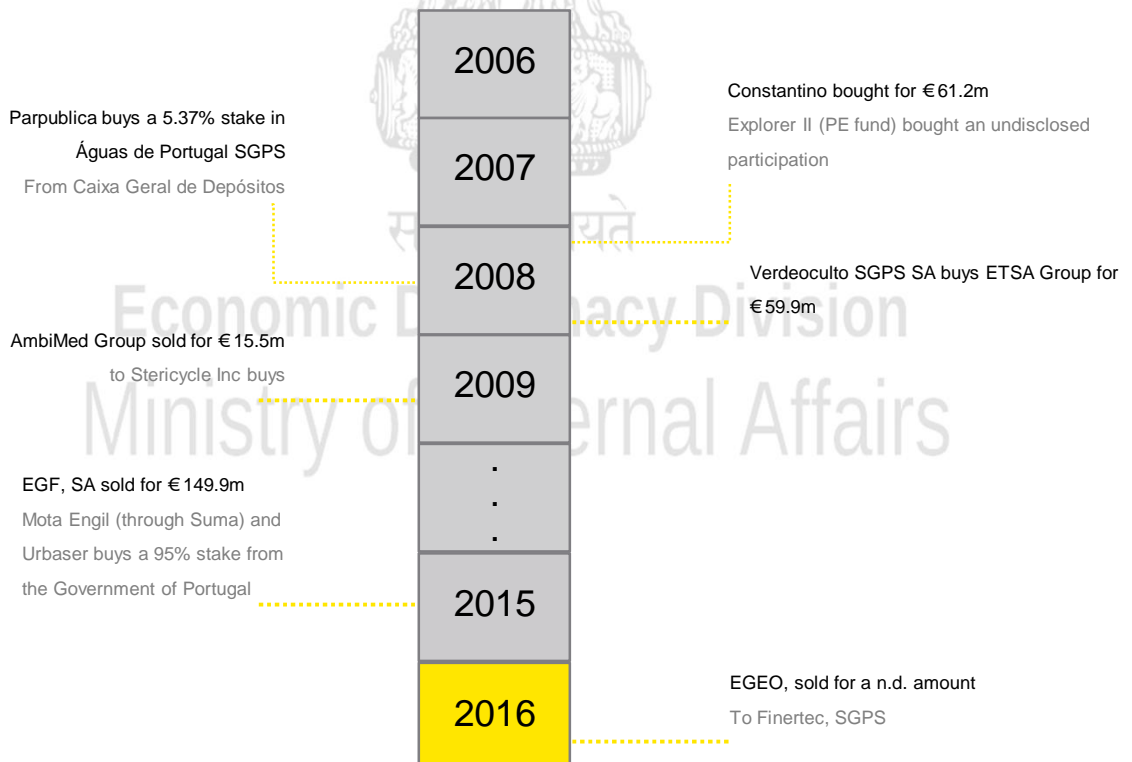 2006
Constantino bought for €61.2m
Explorer II (PE fund) bought an undisclosed
participation
Parpublica buys a 5.37% stake in
Águas de Portugal SGPS
From Caixa Geral de Depósitos
2007
2008
Verdeoculto SGPS SA buys ETSA Group for
€59.9m
AmbiMed Group sold for €15.5m
to Stericycle Inc buys
2009
.
.
.
EGF, SA sold for €149.9m
Mota Engil (through Suma) and
Urbaser buys a 95% stake from
the Government of Portugal
2015
2016
EGEO, sold for a n.d. amount
To Finertec, SGPS
यते
Economic D macy Division
Ministry of ernal Affairs